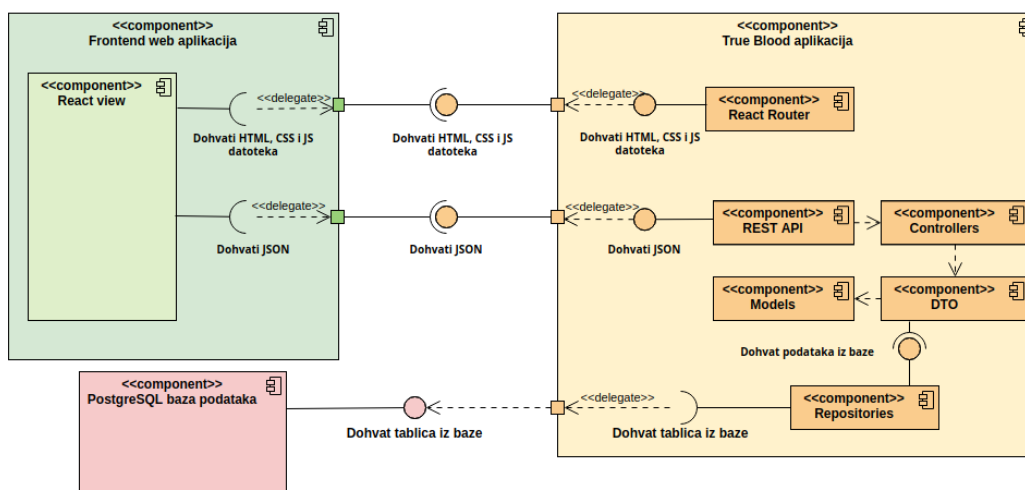 <<component>>
Frontend web aplikacija
<<component>>
React view
<<delegate>>
Dohvati HTML, CSS i JS
datoteka
<<delegate>>
Dohvati JSON
Dohvati HTML, CSS i JS
datoteka
Dohvati JSON
<<component>>
True Blood aplikacija
<<delegate>>
Dohvati HTML, CSS i JS
datoteka
<<component>>
React Router
<<delegate>>
Dohvati JSON
<<component>>
REST API
<<component>>
Controllers
<<component>>
Models
<<component>>
DTO
Dohvat podataka iz baze
<<component>>
PostgreSQL baza podataka
Dohvat tablica iz baze
<<delegate>>
Dohvat tablica iz baze
<<component>>
Repositories